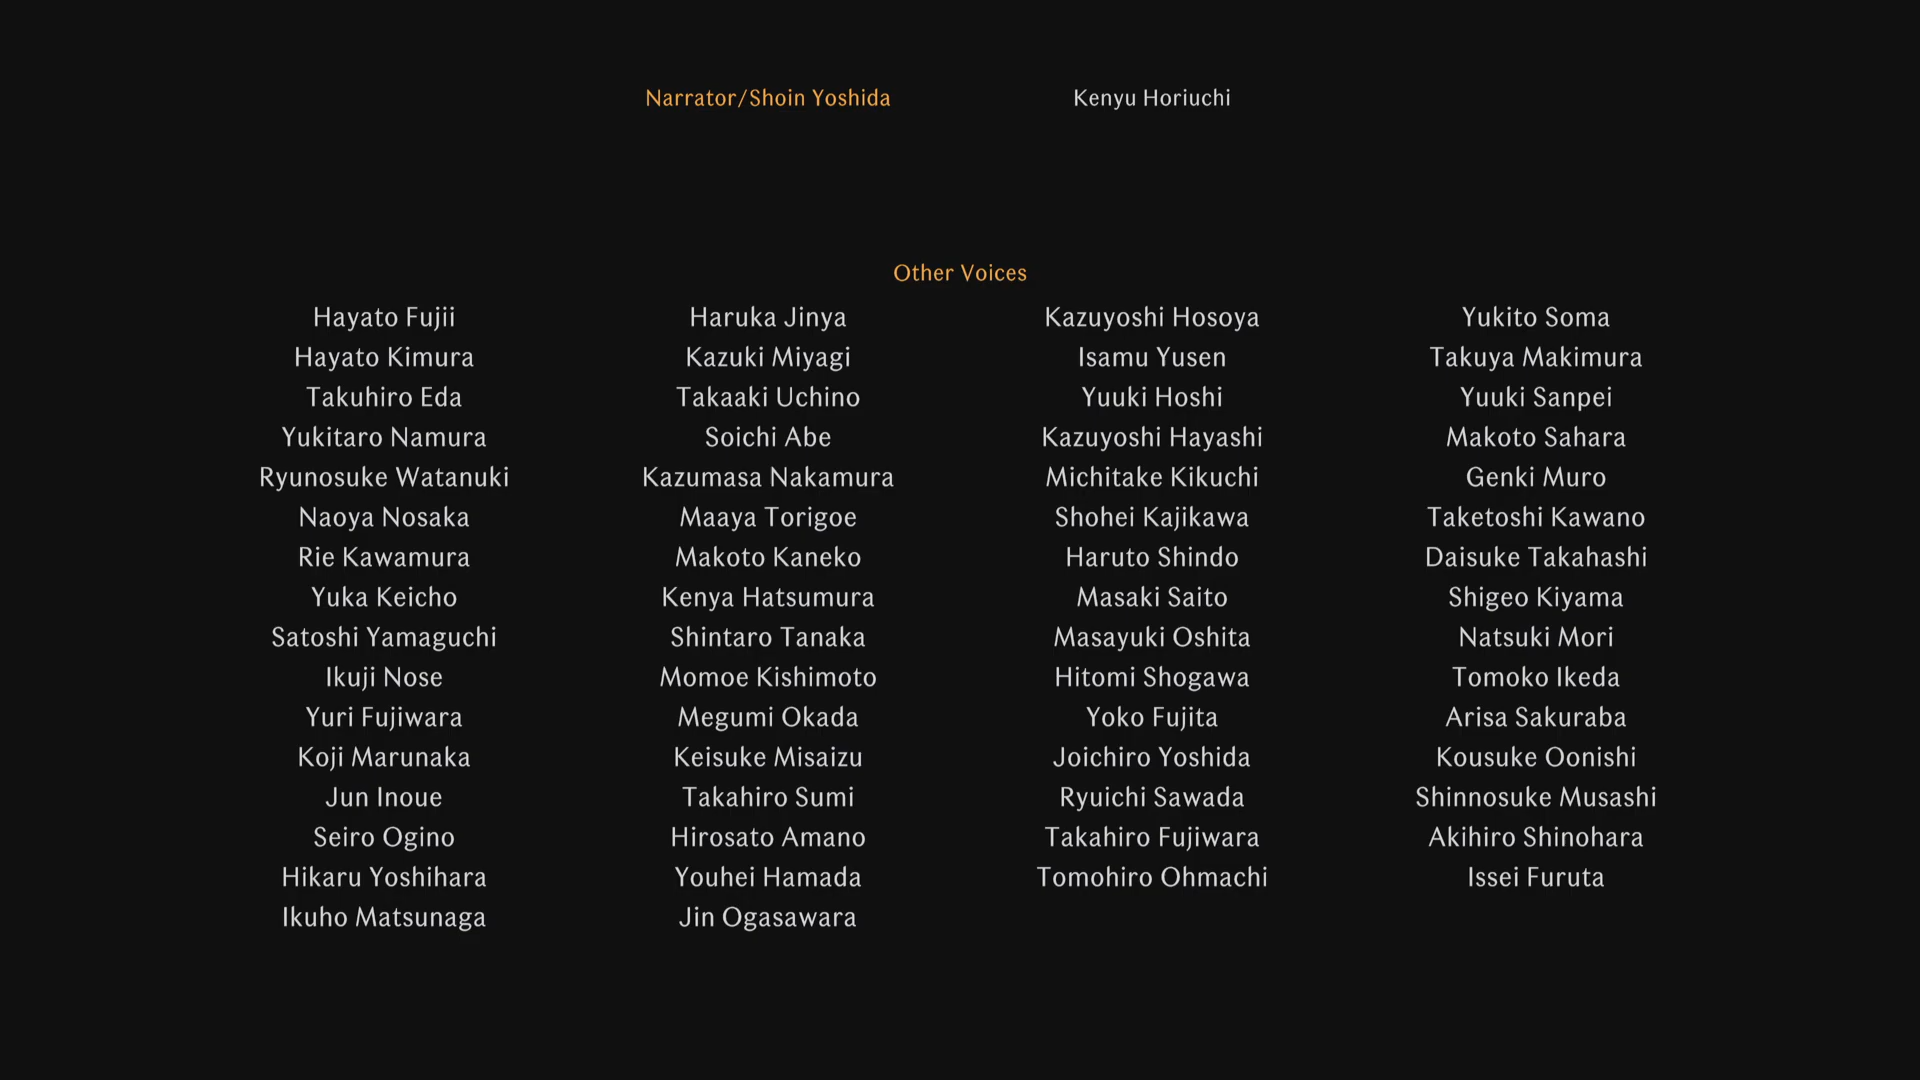 Narrator/Shoin Yoshida Kenyu Horiuchi
Other Voices
Hayato Fujii Haruka Jinya Kazuyoshi Hosoya Yukito Soma
Hayato Kimura Kazuki Miyagi Isamu Yusen Takuya Makimura
Takuhiro Eda Takaaki Uchino Yuuki Hoshi Yuuki Sanpei
Yukitaro Namura Soichi Abe Kazuyoshi Hayashi Makoto Sahara
Ryunosuke Watanuki Kazumasa Nakamura Michitake Kikuchi Genki Muro
Naoya Nosaka Maaya Torigoe Shohei Kajikawa Taketoshi Kawano
Rie Kawamura Makoto Kaneko Haruto Shindo Daisuke Takahashi
Yuka Keicho Kenya Hatsumura Masaki Saito Shigeo Kiyama
Satoshi Yamaguchi Shintaro Tanaka Masayuki Oshita Natsuki Mori
Ikuji Nose Momoe Kishimoto Hitomi Shogawa Tomoko Ikeda
Yuri Fujiwara Megumi Okada Yoko Fujita Arisa Sakuraba
Koji Marunaka Keisuke Misaizu Joichiro Yoshida Kousuke Oonishi
Jun Inoue Takahiro Sumi Ryuichi Sawada Shinnosuke Musashi
Seiro Ogino Hirosato Amano Takahiro Fujiwara Akihiro Shinohara
Hikaru Yoshihara Youhei Hamada Tomohiro Ohmachi Issei Furuta
Ikuho Matsunaga Jin Ogasawara